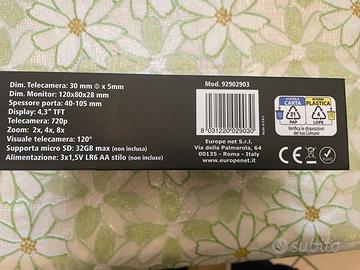 Dim. Telecamera: 30 mm Φ x 5mm
Dim. Monitor: 120x80x28 mm
Spessore porta: 40-105 mm
Display: 4,3" TFT
Telecamera: 720p
Zoom: 2x, 4x, 8x
Visuale telecamera: 120°
Supporta micro SD: 32GB max (non inclusa)
Alimentazione: 3x1,5V LR6 AA stilo (non incluse)
Mod. 92902903
8 031220 029030
Europe net S.r.l.
Via della Palmarola, 64
00135 - Roma - Italy
www.europenet.it
CARTA
PLASTICA
21
PAP
4
LDPE
Verifica le disposizioni
del tuo Comune
subito